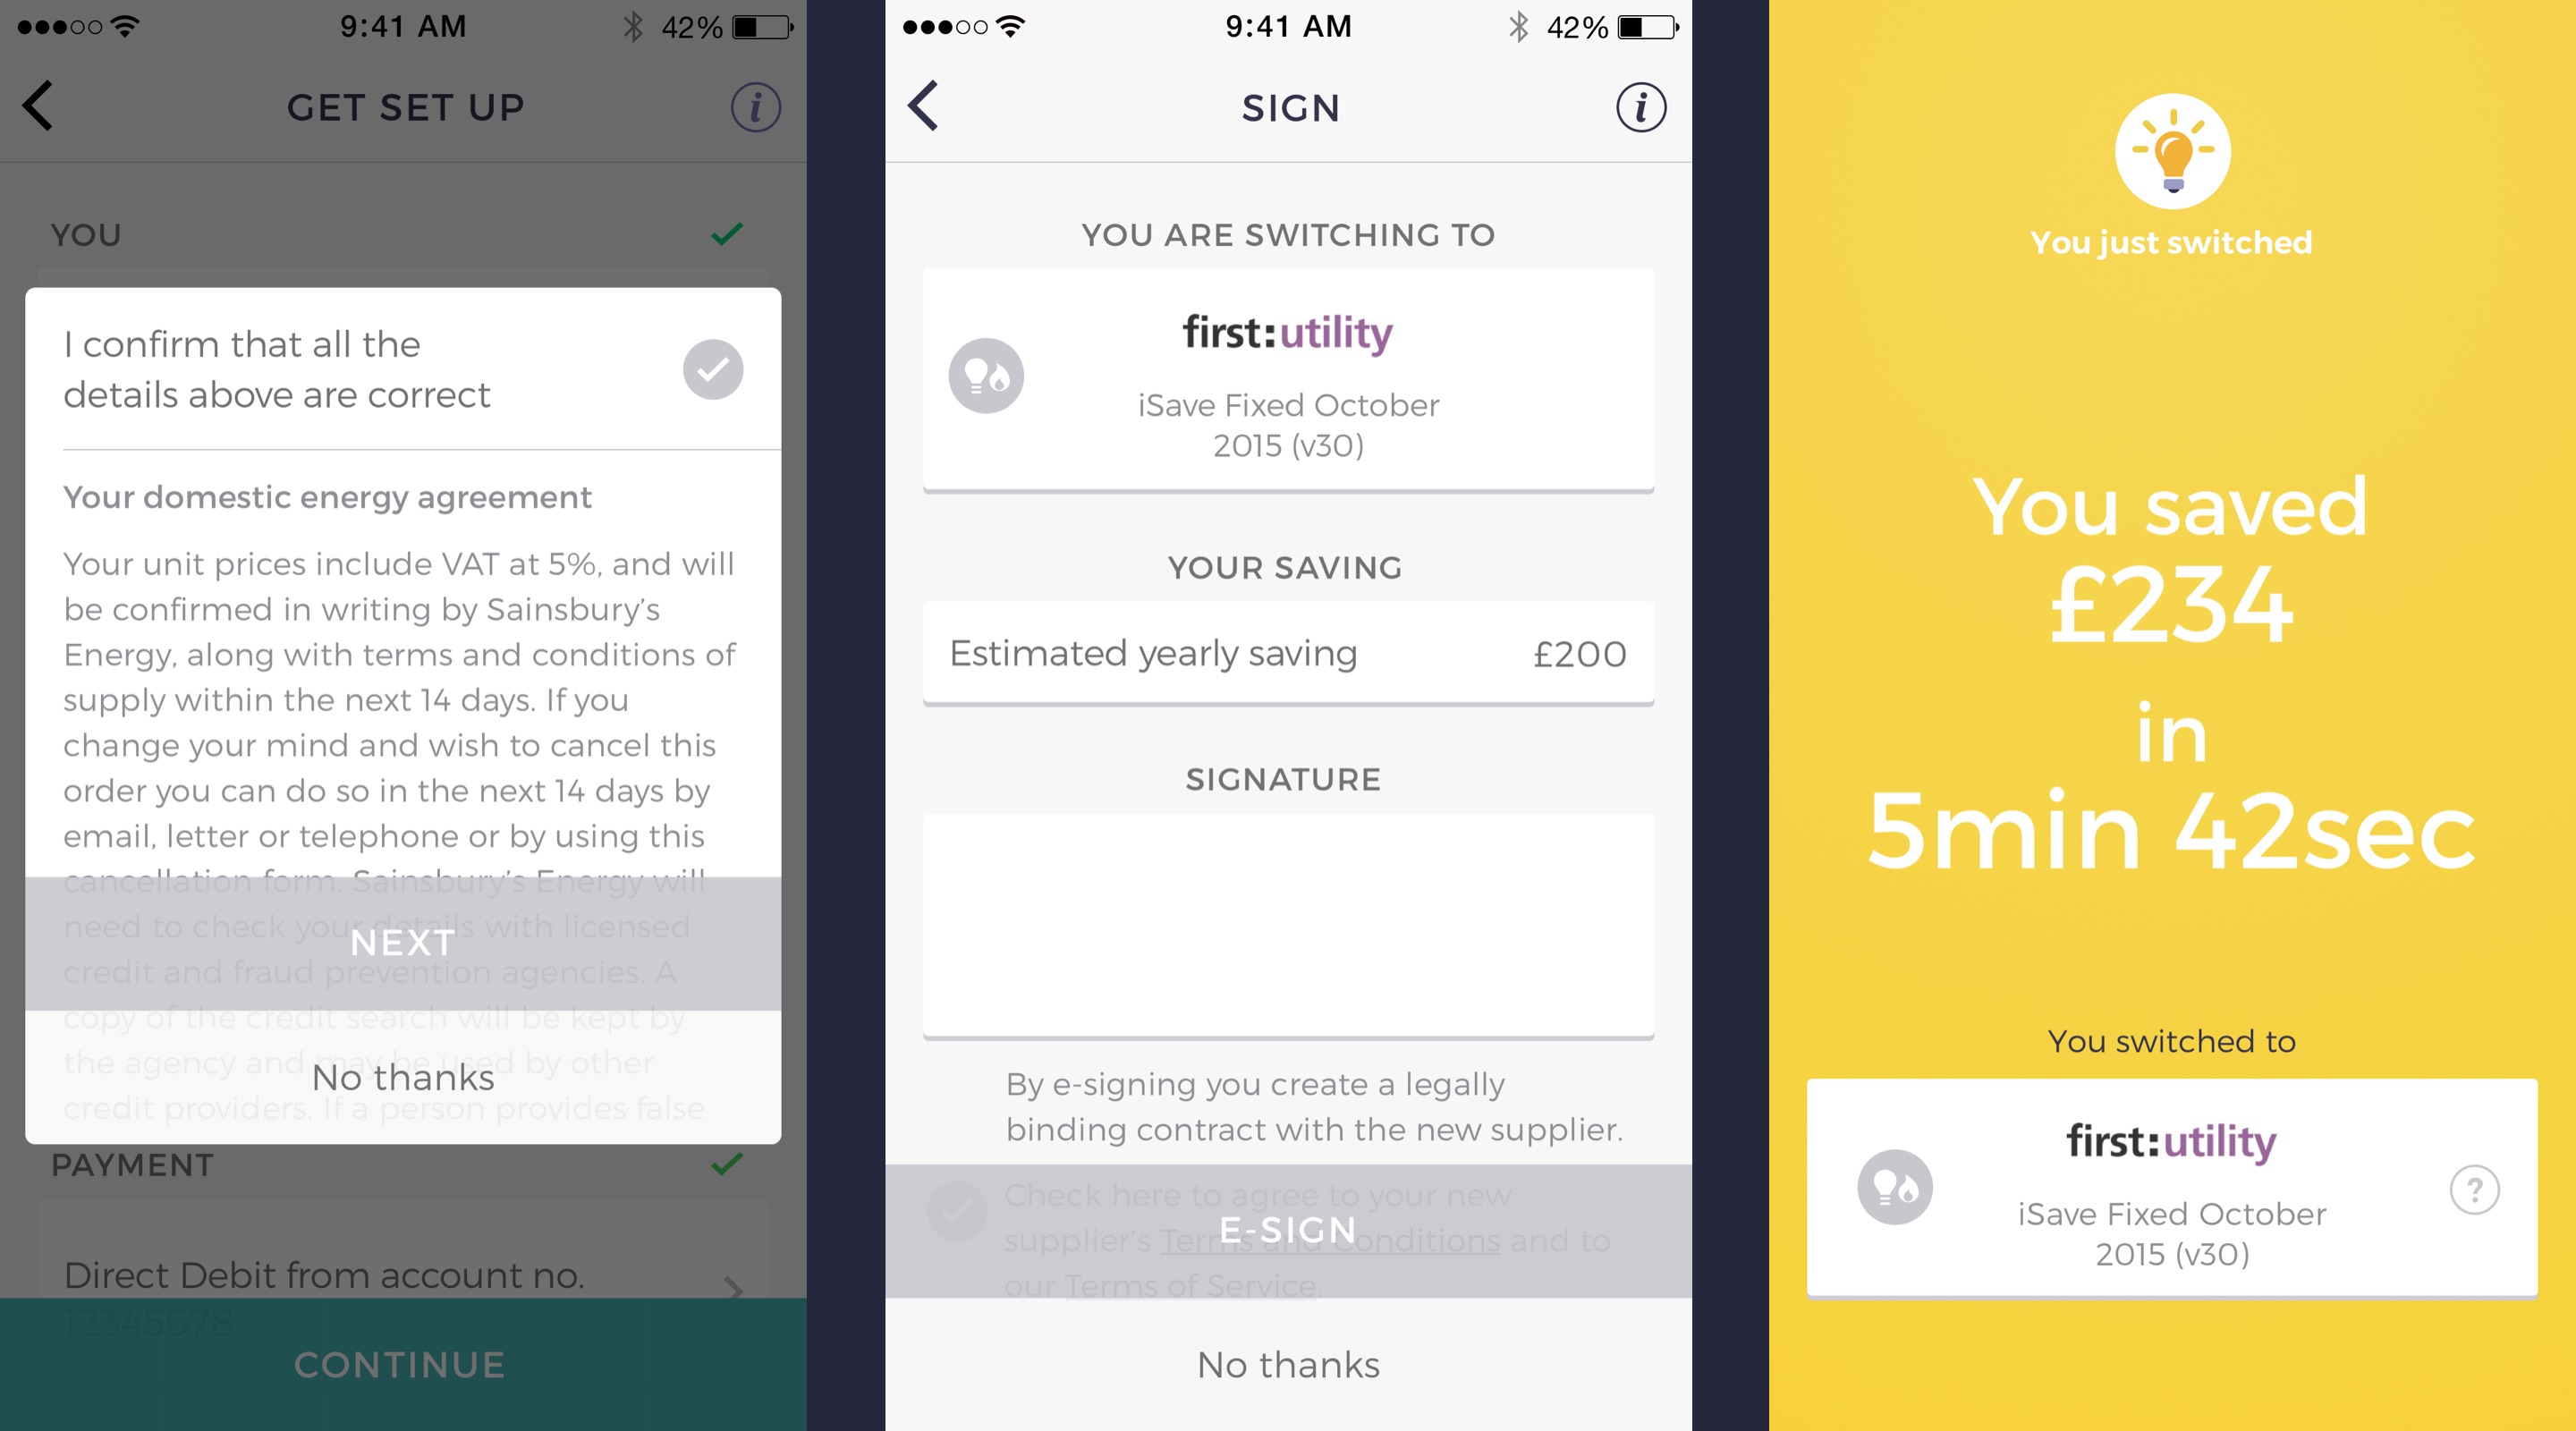 9:41 AM
42%
GET SET UP
i
YOU
I confirm that all the
details above are correct
Your domestic energy agreement
Your unit prices include VAT at 5%, and will
be confirmed in writing by Sainsbury's
Energy, along with terms and conditions of
supply within the next 14 days. If you
change your mind and wish to cancel this
order you can do so in the next 14 days by
email, letter or telephone or by using this
cancellation form. Sainsbury's Energy will
need to check your details with licensed
NEXT
credit and fraud prevention agencies. A
copy of the credit search will be kept by
the agency and may be used by other
No thanks
credit providers. If a person provides false
PAYMENT
Direct Debit from account no.
12345678
CONTINUE
9:41 AM
42%
SIGN
i
YOU ARE SWITCHING TO
first:utility
iSave Fixed October
2015 (v30)
YOUR SAVING
Estimated yearly saving £200
SIGNATURE
By e-signing you create a legally
binding contract with the new supplier.
Check here to agree to your new
supplier's Terms and Conditions and to
E-SIGN
our Terms of Service.
No thanks
You just switched
You saved
£234
in
5min 42sec
You switched to
first:utility
iSave Fixed October
2015 (v30)
?